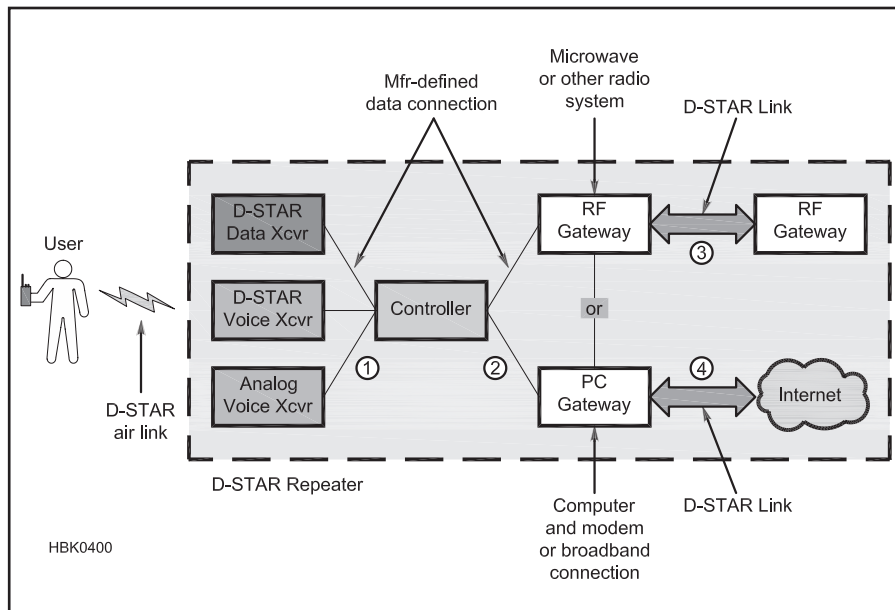 Microwave
or other radio
system
Mfr-defined
data connection
D-STAR Link
D-STAR
Data Xcvr
RF
Gateway
RF
Gateway
User
3
D-STAR
Voice Xcvr
Controller
or
1
2
4
Analog
Voice Xcvr
PC
Gateway
Internet
D-STAR
air link
D-STAR Repeater
Computer
and modem
or broadband
connection
D-STAR Link
HBK0400